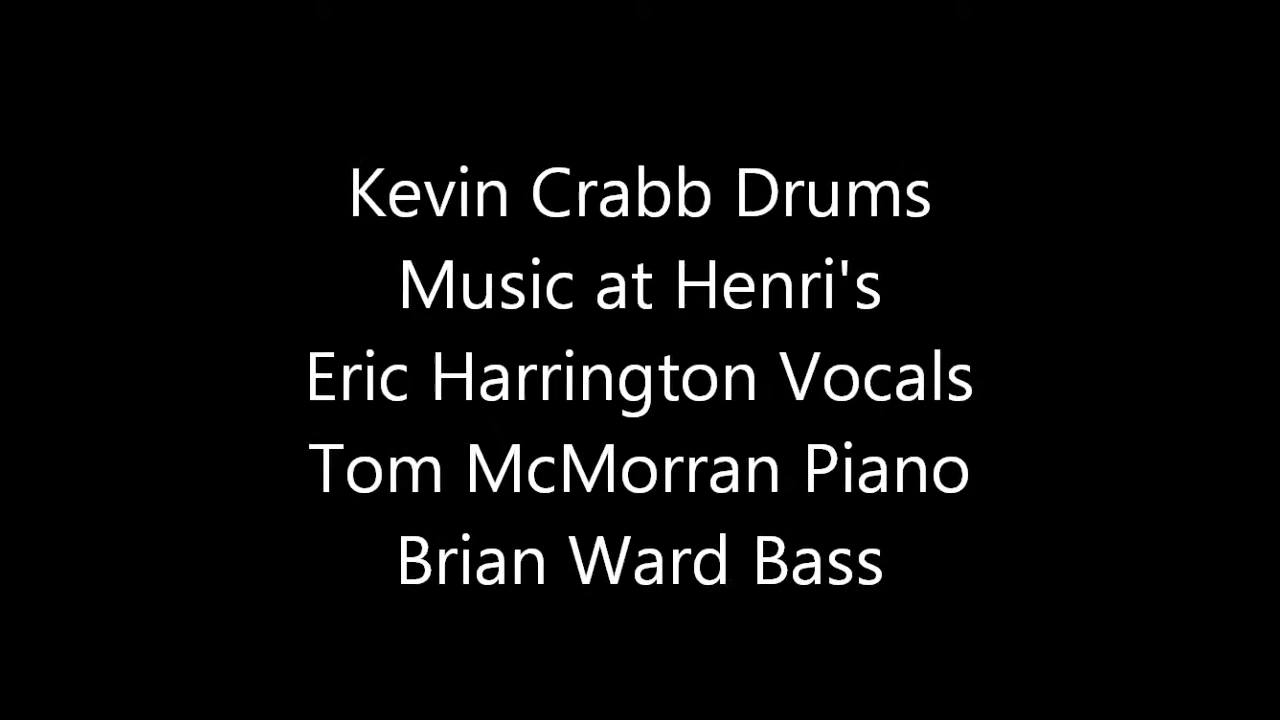 Kevin Crabb Drums
Music at Henri's
Eric Harrington Vocals
Tom McMorran Piano
Brian Ward Bass